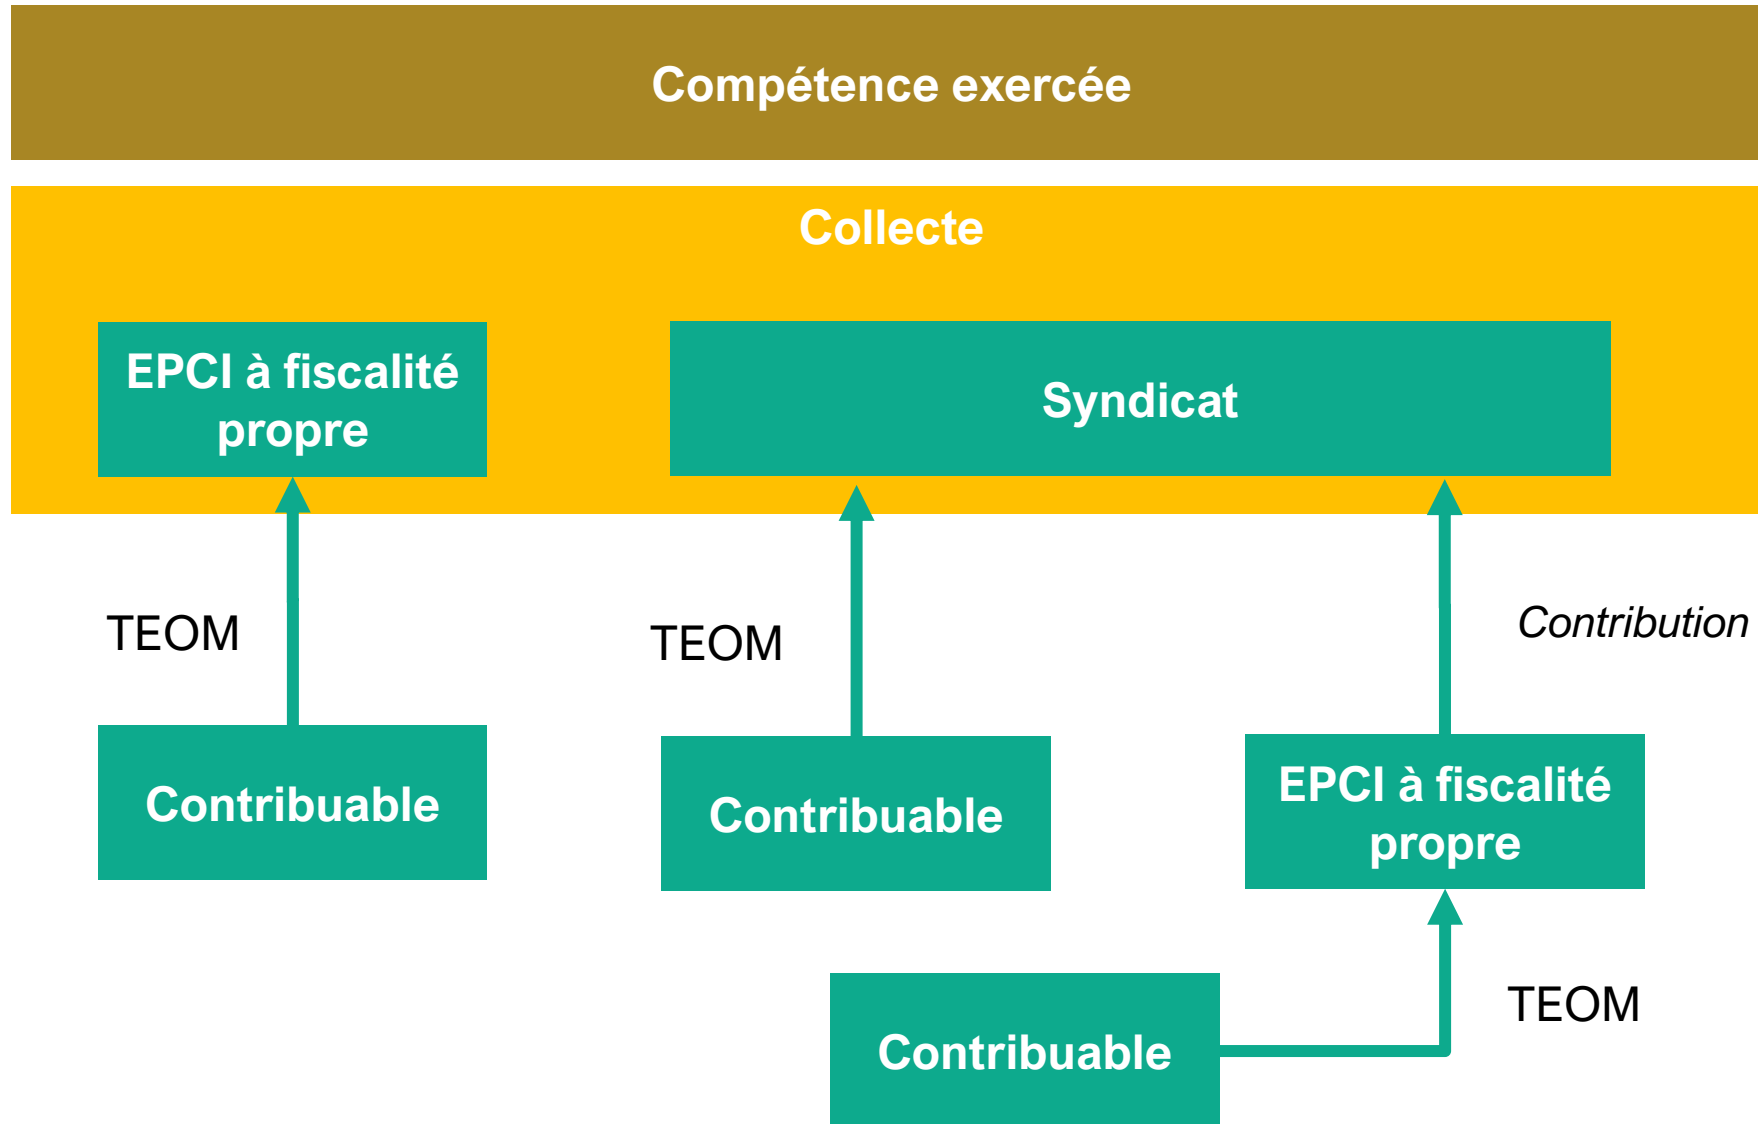 Compétence exercée
Collecte
EPCI à fiscalité
propre
Syndicat
TEOM
TEOM
Contribution
Contribuable
Contribuable
EPCI à fiscalité
propre
Contribuable
TEOM